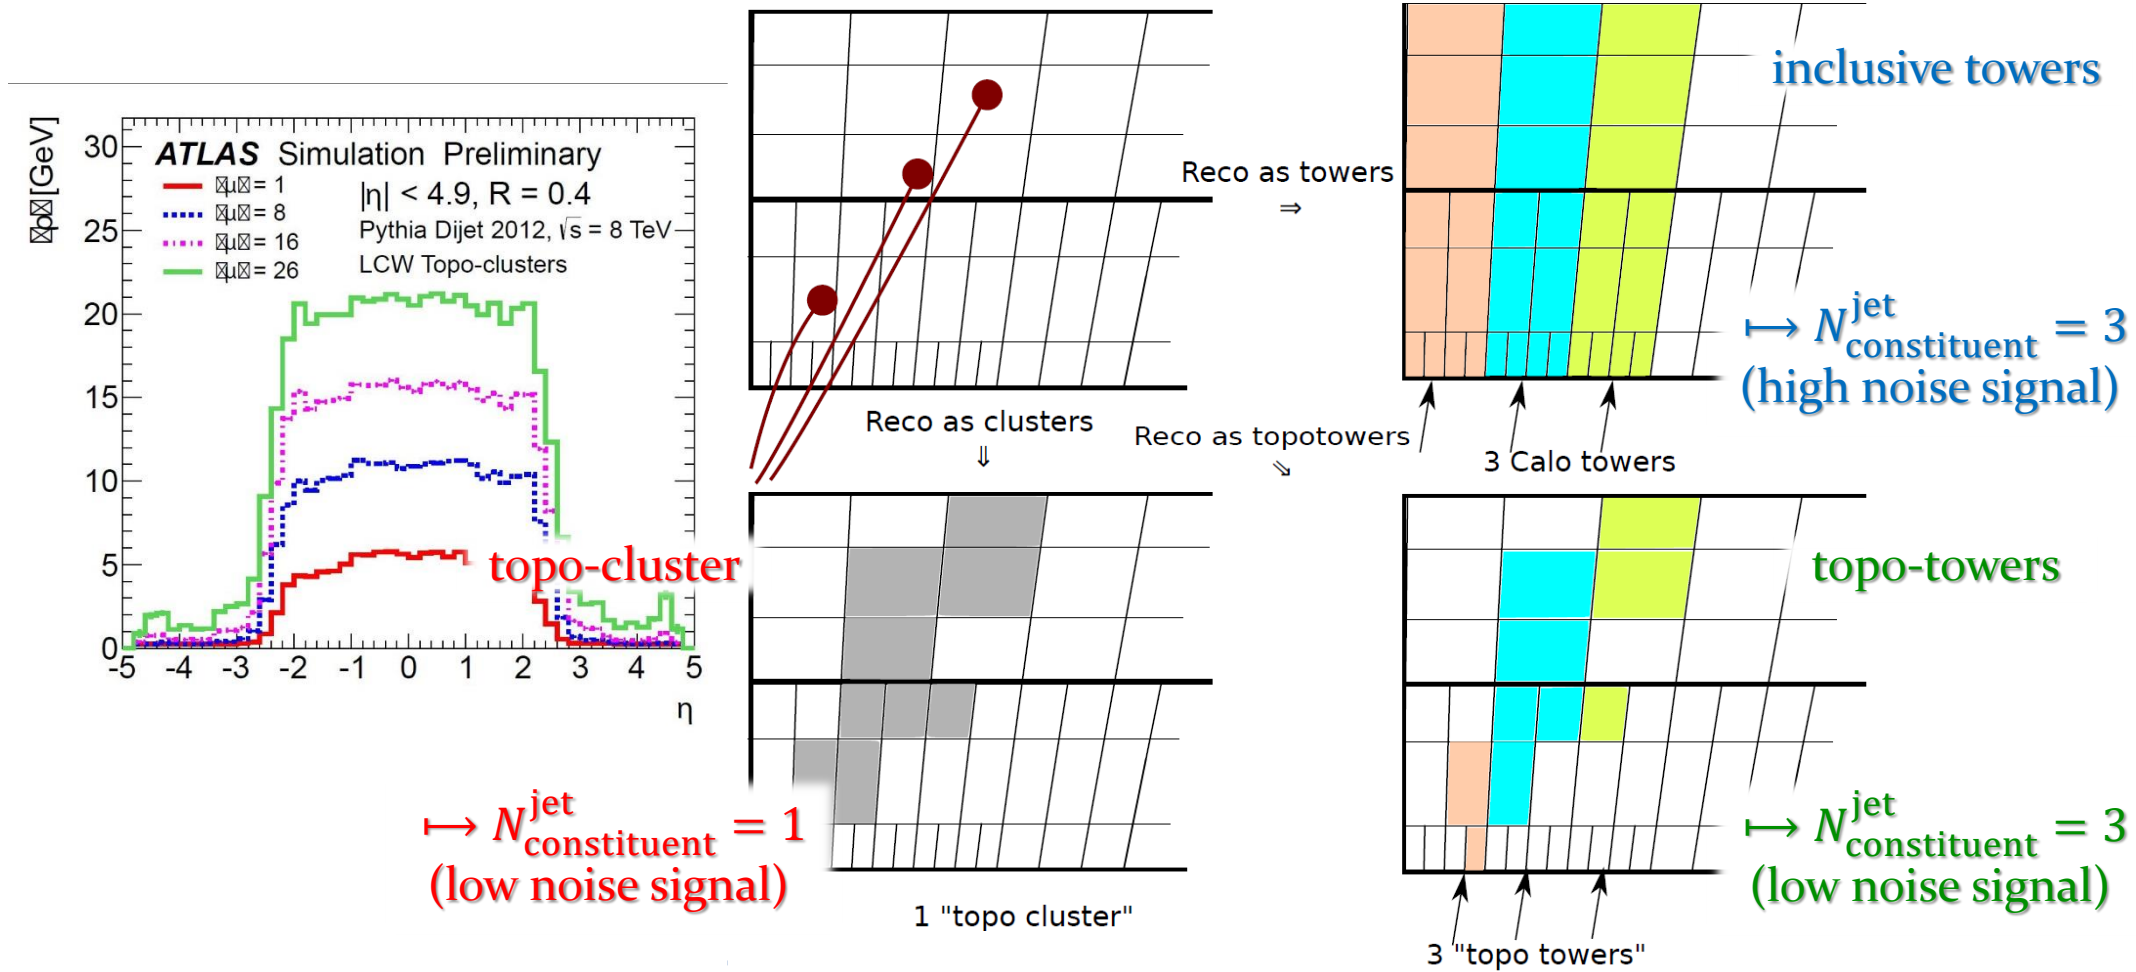 ⟨p⟩ [GeV]
30
25
20
15
10
5
0
ATLAS Simulation Preliminary
μ = 1
μ = 8
μ = 16
μ = 26
|η| < 4.9, R = 0.4
Pythia Dijet 2012, √s = 8 TeV
LCW Topo-clusters
-5 -4 -3 -2 -1 0 1 2 3 4 5
η
Reco as towers
⇒
inclusive towers
↦ N^jet_constituent = 3
(high noise signal)
3 Calo towers
Reco as clusters
⇓
Reco as topotowers
⇘
topo-cluster
↦ N^jet_constituent = 1
(low noise signal)
1 "topo cluster"
topo-towers
↦ N^jet_constituent = 3
(low noise signal)
3 "topo towers"